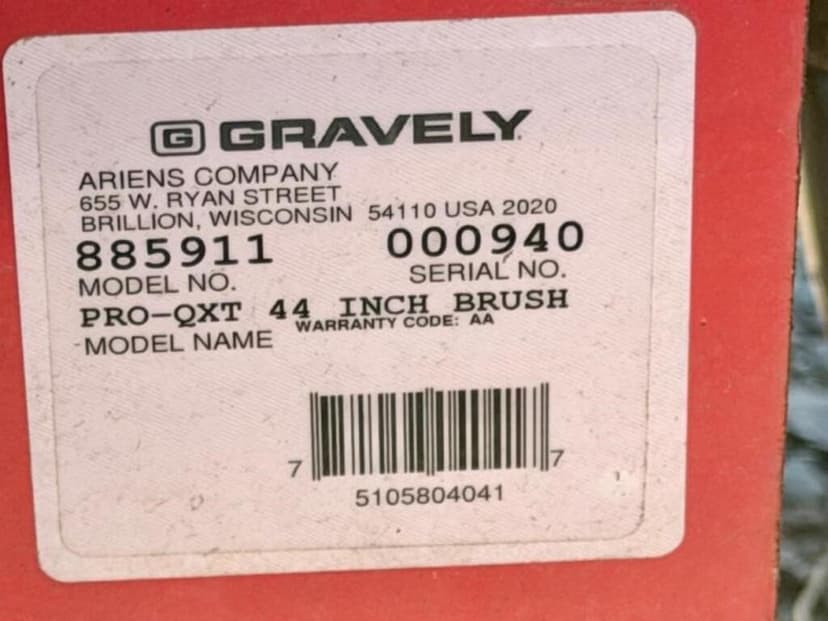 G GRAVELY
ARIENS COMPANY
655 W. RYAN STREET
BRILLION, WISCONSIN 54110 USA 2020
885911 000940
MODEL NO. SERIAL NO.
PRO-QXT 44 INCH BRUSH
WARRANTY CODE: AA
MODEL NAME
7 7
5105804041